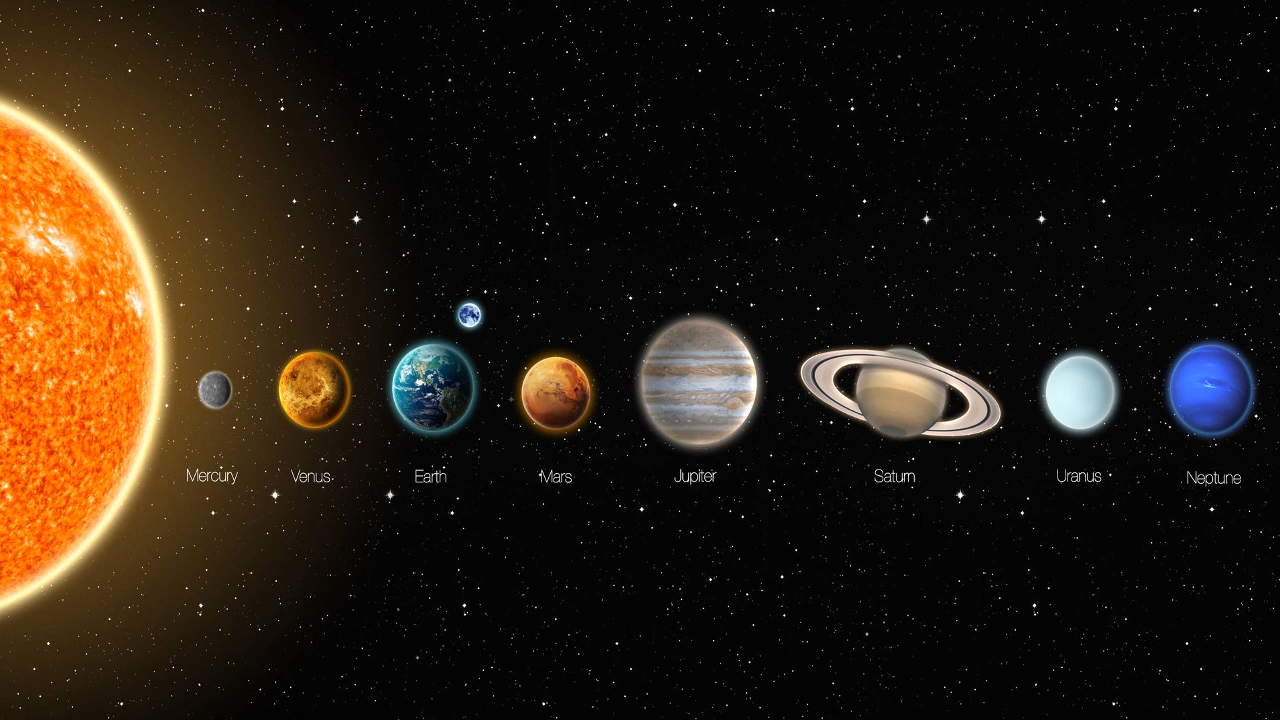 Mercury
Venus
Earth
Mars
Jupiter
Saturn
Uranus
Neptune